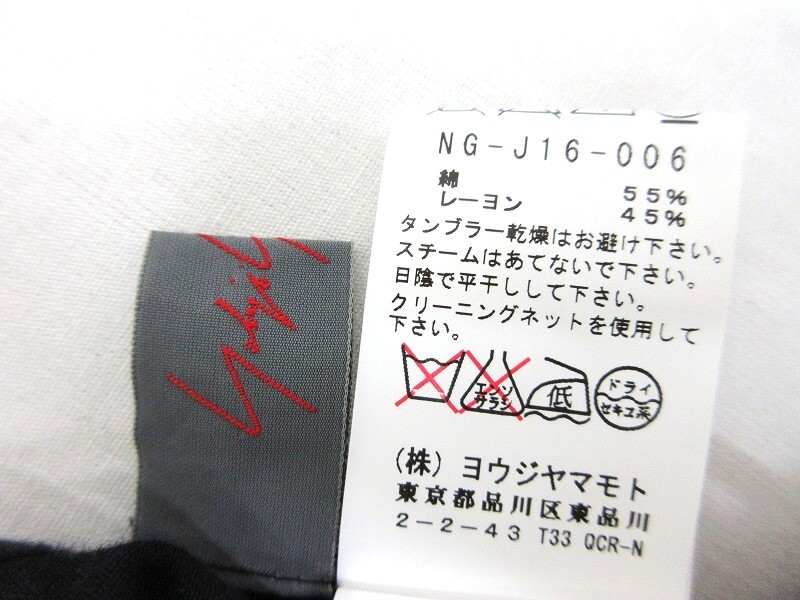 Yohji Y
NG-J16-006
綿 55%
レーヨン 45%
タンブラー乾燥はお避け下さい。
スチームはあてないで下さい。
日陰で平干しして下さい。
クリーニングネットを使用して
下さい。
エンソ
サラシ
低
ドライ
セキユ系
(株)ヨウジヤマモト
東京都品川区東品川
2-2-43 T33 QCR-N